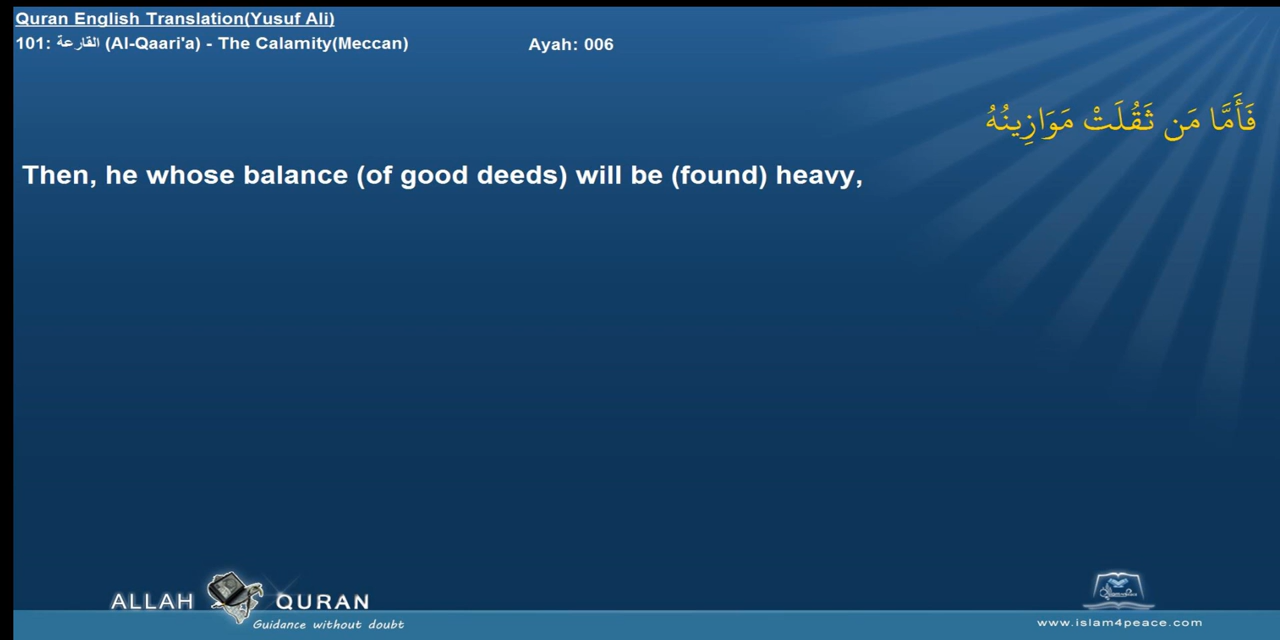 Quran English Translation(Yusuf Ali)
101: القارعة (Al-Qaari'a) - The Calamity(Meccan) Ayah: 006
فَأَمَّا مَن ثَقُلَتْ مَوَازِينُهُ
Then, he whose balance (of good deeds) will be (found) heavy,
ALLAH QURAN
Guidance without doubt
www.islam4peace.com